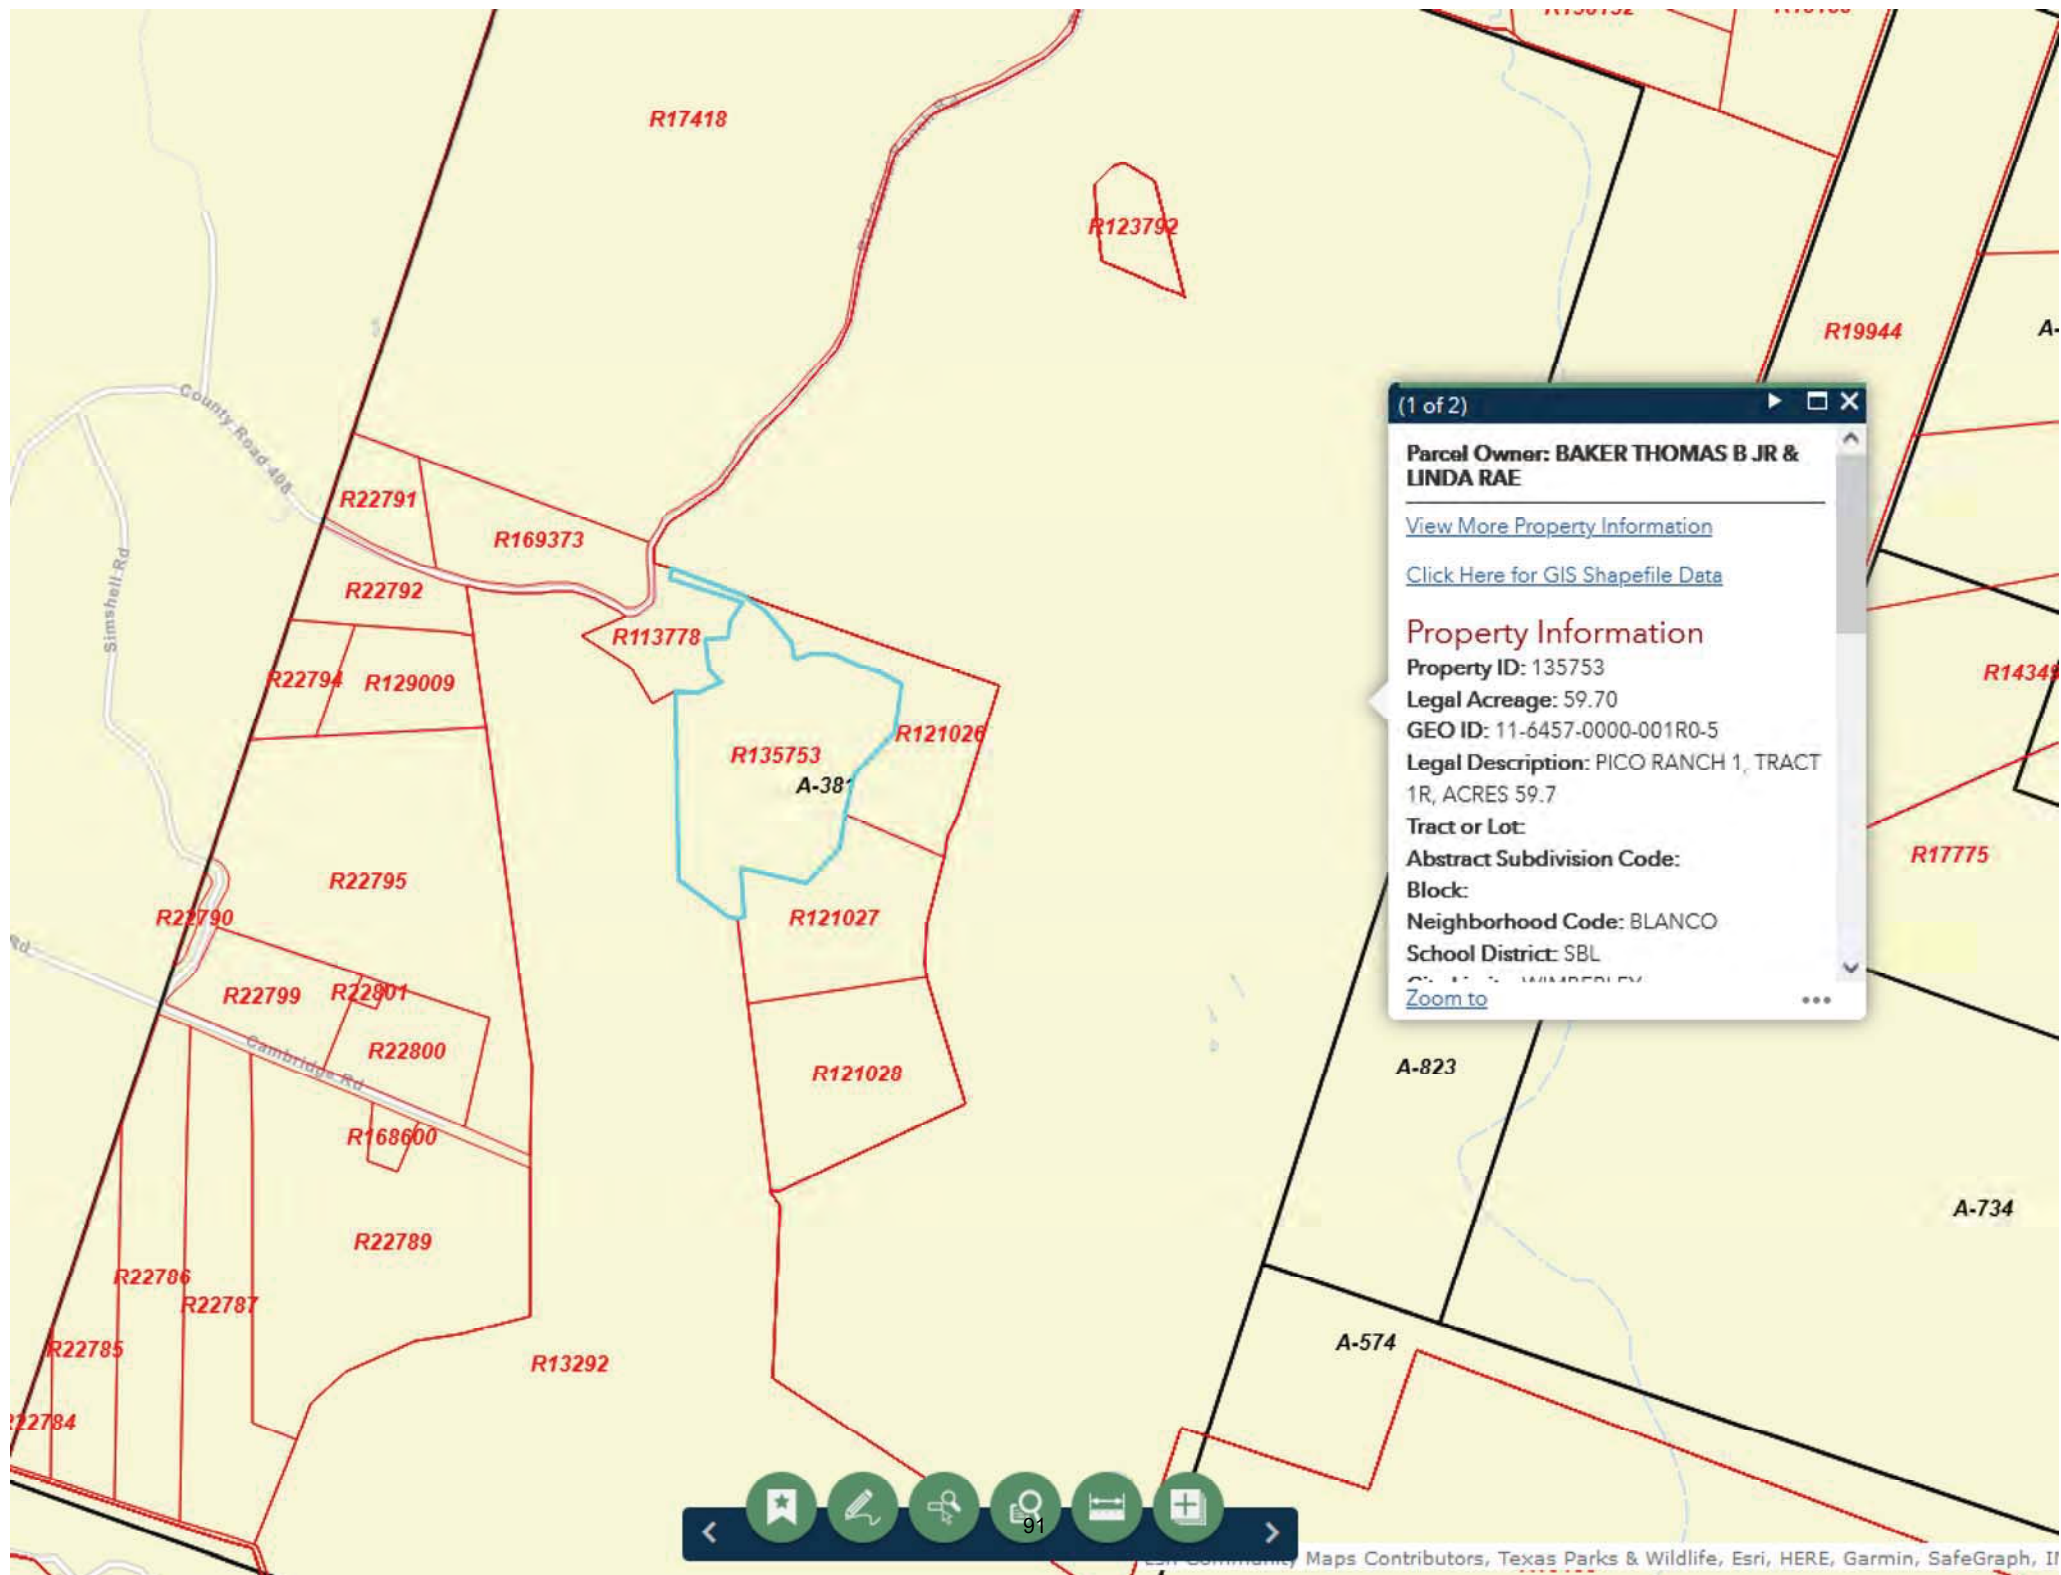 R17418
R123792
R19944
A-
County Road 408
(1 of 2)
Parcel Owner: BAKER THOMAS B JR &
LINDA RAE
View More Property Information
Click Here for GIS Shapefile Data
Property Information
Property ID: 135753
Legal Acreage: 59.70
GEO ID: 11-6457-0000-001R0-5
Legal Description: PICO RANCH 1, TRACT
1R, ACRES 59.7
Tract or Lot:
Abstract Subdivision Code:
Block:
Neighborhood Code: BLANCO
School District: SBL
Zoom to
R22791
R169373
R22792
Simshell Rd
R113778
R22794
R129009
R14349
R121026
R135753
A-381
R17775
R22795
R22790
R121027
Rd
R22799
R22801
R22800
Cambridge Rd
A-823
R121028
R168600
A-734
R22789
R22786
R22787
A-574
R22785
R13292
22784
91
Community Maps Contributors, Texas Parks & Wildlife, Esri, HERE, Garmin, SafeGraph,